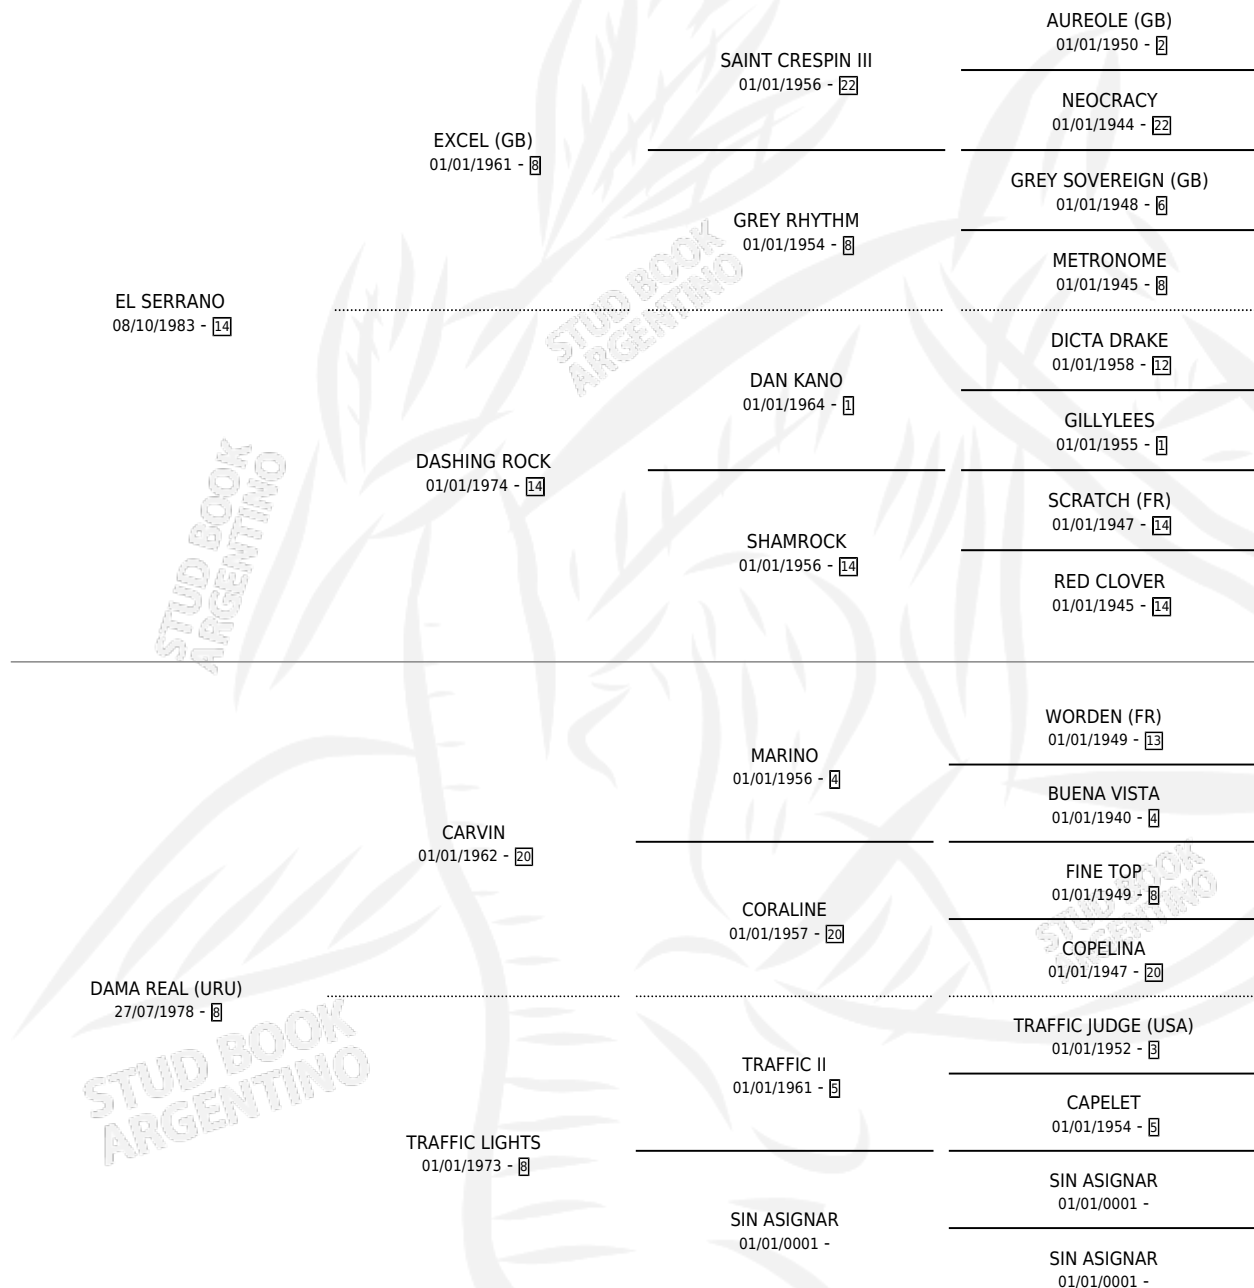 EL SERRANO
08/10/1983 - 14
EXCEL (GB)
01/01/1961 - 8
SAINT CRESPIN III
01/01/1956 - 22
AUREOLE (GB)
01/01/1950 - 2
NEOCRACY
01/01/1944 - 22
GREY RHYTHM
01/01/1954 - 8
GREY SOVEREIGN (GB)
01/01/1948 - 6
METRONOME
01/01/1945 - 8
DASHING ROCK
01/01/1974 - 14
DAN KANO
01/01/1964 - 1
DICTA DRAKE
01/01/1958 - 12
GILLYLEES
01/01/1955 - 1
SHAMROCK
01/01/1956 - 14
SCRATCH (FR)
01/01/1947 - 14
RED CLOVER
01/01/1945 - 14
DAMA REAL (URU)
27/07/1978 - 8
CARVIN
01/01/1962 - 20
MARINO
01/01/1956 - 4
WORDEN (FR)
01/01/1949 - 13
BUENA VISTA
01/01/1940 - 4
CORALINE
01/01/1957 - 20
FINE TOP
01/01/1949 - 8
COPELINA
01/01/1947 - 20
TRAFFIC LIGHTS
01/01/1973 - 8
TRAFFIC II
01/01/1961 - 5
TRAFFIC JUDGE (USA)
01/01/1952 - 3
CAPELET
01/01/1954 - 5
SIN ASIGNAR
01/01/0001 -
SIN ASIGNAR
01/01/0001 -
SIN ASIGNAR
01/01/0001 -
STUD BOOK
ARGENTINO
STUD BOOK
ARGENTINO
STUD BOOK
ARGENTINO
STUD BOOK
ARGENTINO